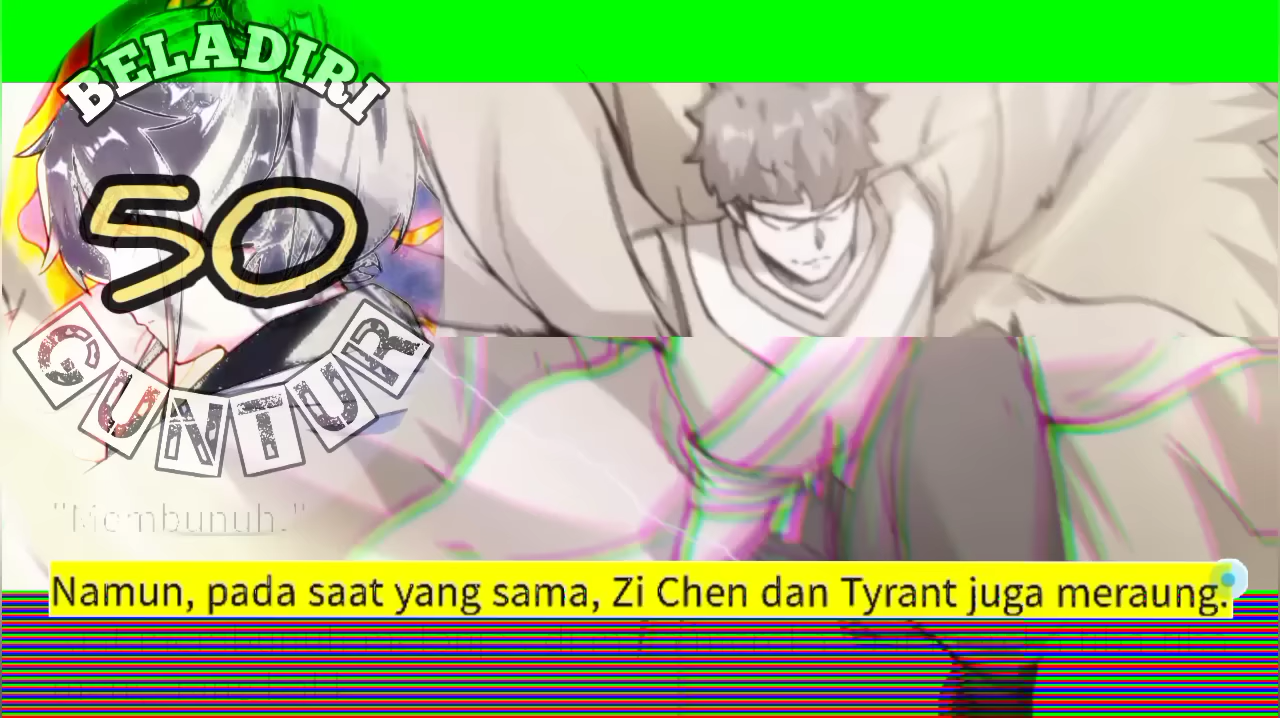 BELADIRI
50
GUNTUR
"Membunuh."
Namun, pada saat yang sama, Zi Chen dan Tyrant juga meraung.